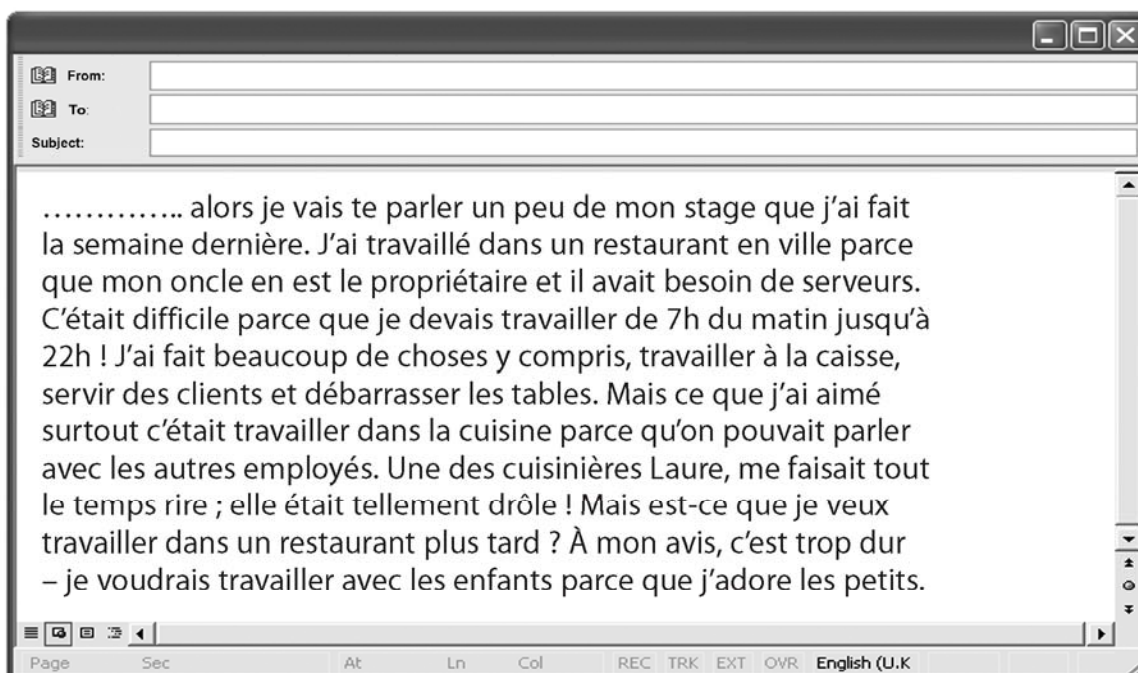 From:
To:
Subject:
………….. alors je vais te parler un peu de mon stage que j’ai fait
la semaine dernière. J’ai travaillé dans un restaurant en ville parce
que mon oncle en est le propriétaire et il avait besoin de serveurs.
C’était difficile parce que je devais travailler de 7h du matin jusqu’à
22h ! J’ai fait beaucoup de choses y compris, travailler à la caisse,
servir des clients et débarrasser les tables. Mais ce que j’ai aimé
surtout c’était travailler dans la cuisine parce qu’on pouvait parler
avec les autres employés. Une des cuisinières Laure, me faisait tout
le temps rire ; elle était tellement drôle ! Mais est-ce que je veux
travailler dans un restaurant plus tard ? À mon avis, c’est trop dur
– je voudrais travailler avec les enfants parce que j’adore les petits.
Page Sec At Ln Col REC TRK EXT OVR English (U.K